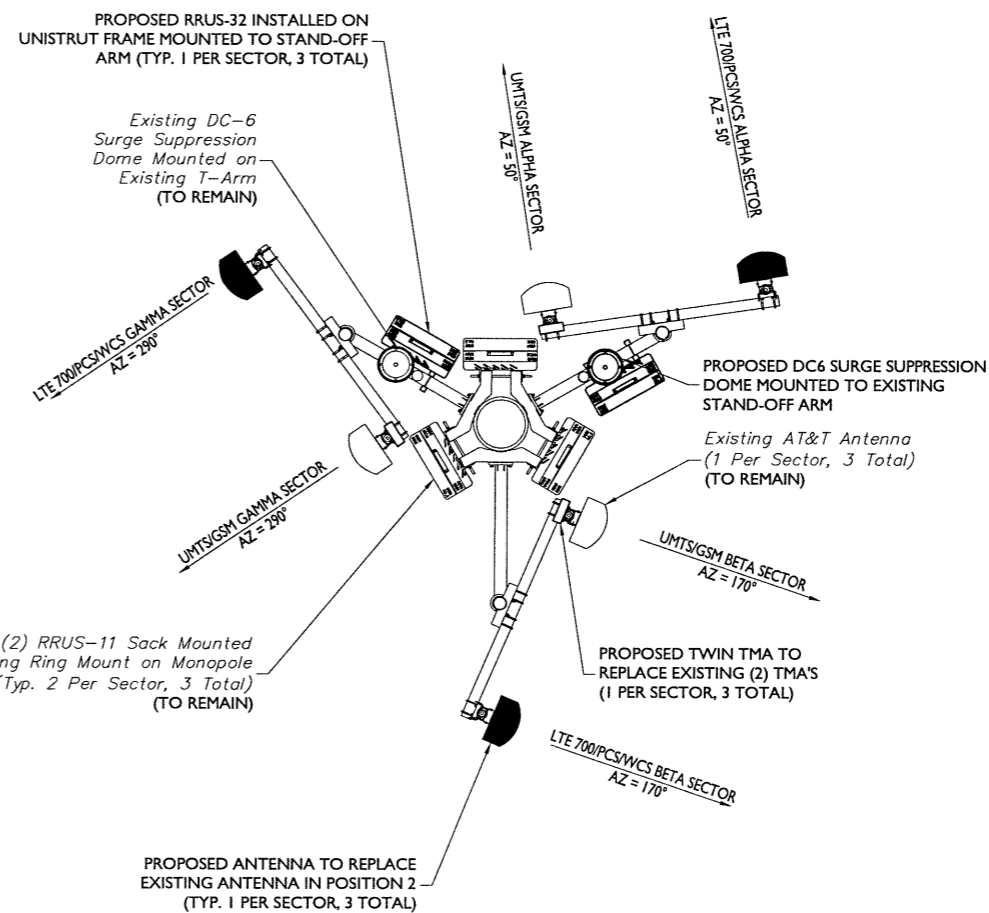 PROPOSED RRUS-32 INSTALLED ON
UNISTRUT FRAME MOUNTED TO STAND-OFF
ARM (TYP. 1 PER SECTOR, 3 TOTAL)
Existing DC-6
Surge Suppression
Dome Mounted on
Existing T-Arm
(TO REMAIN)
UMTS/GSM ALPHA SECTOR
AZ = 50°
LTE 700/PCS/WCS ALPHA SECTOR
AZ = 50°
LTE 700/PCS/WCS GAMMA SECTOR
AZ = 290°
PROPOSED DC6 SURGE SUPPRESSION
DOME MOUNTED TO EXISTING
STAND-OFF ARM
Existing AT&T Antenna
(1 Per Sector, 3 Total)
(TO REMAIN)
UMTS/GSM GAMMA SECTOR
AZ = 290°
UMTS/GSM BETA SECTOR
AZ = 170°
(2) RRUS-11 Sack Mounted
ng Ring Mount on Monopole
(Typ. 2 Per Sector, 3 Total)
(TO REMAIN)
PROPOSED TWIN TMA TO
REPLACE EXISTING (2) TMA'S
(1 PER SECTOR, 3 TOTAL)
LTE 700/PCS/WCS BETA SECTOR
AZ = 170°
PROPOSED ANTENNA TO REPLACE
EXISTING ANTENNA IN POSITION 2
(TYP. 1 PER SECTOR, 3 TOTAL)